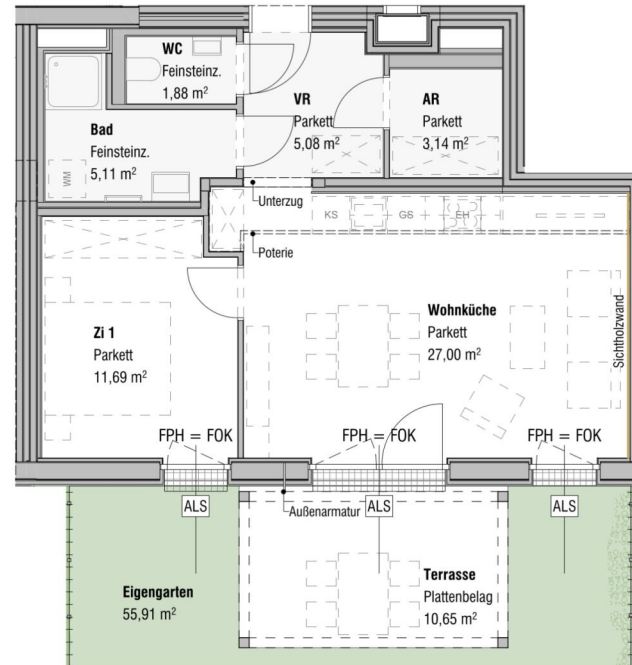 WC
Feinsteinz.
1,88 m²
VR
Parkett
5,08 m²
AR
Parkett
3,14 m²
Bad
Feinsteinz.
5,11 m²
WM
Unterzug
KS
GS
EH
Poterie
Zi 1
Parkett
11,69 m²
Wohnküche
Parkett
27,00 m²
Sichtholzwand
FPH = FOK
FPH = FOK
FPH = FOK
ALS
Außenarmatur
ALS
ALS
Eigengarten
55,91 m²
Terrasse
Plattenbelag
10,65 m²